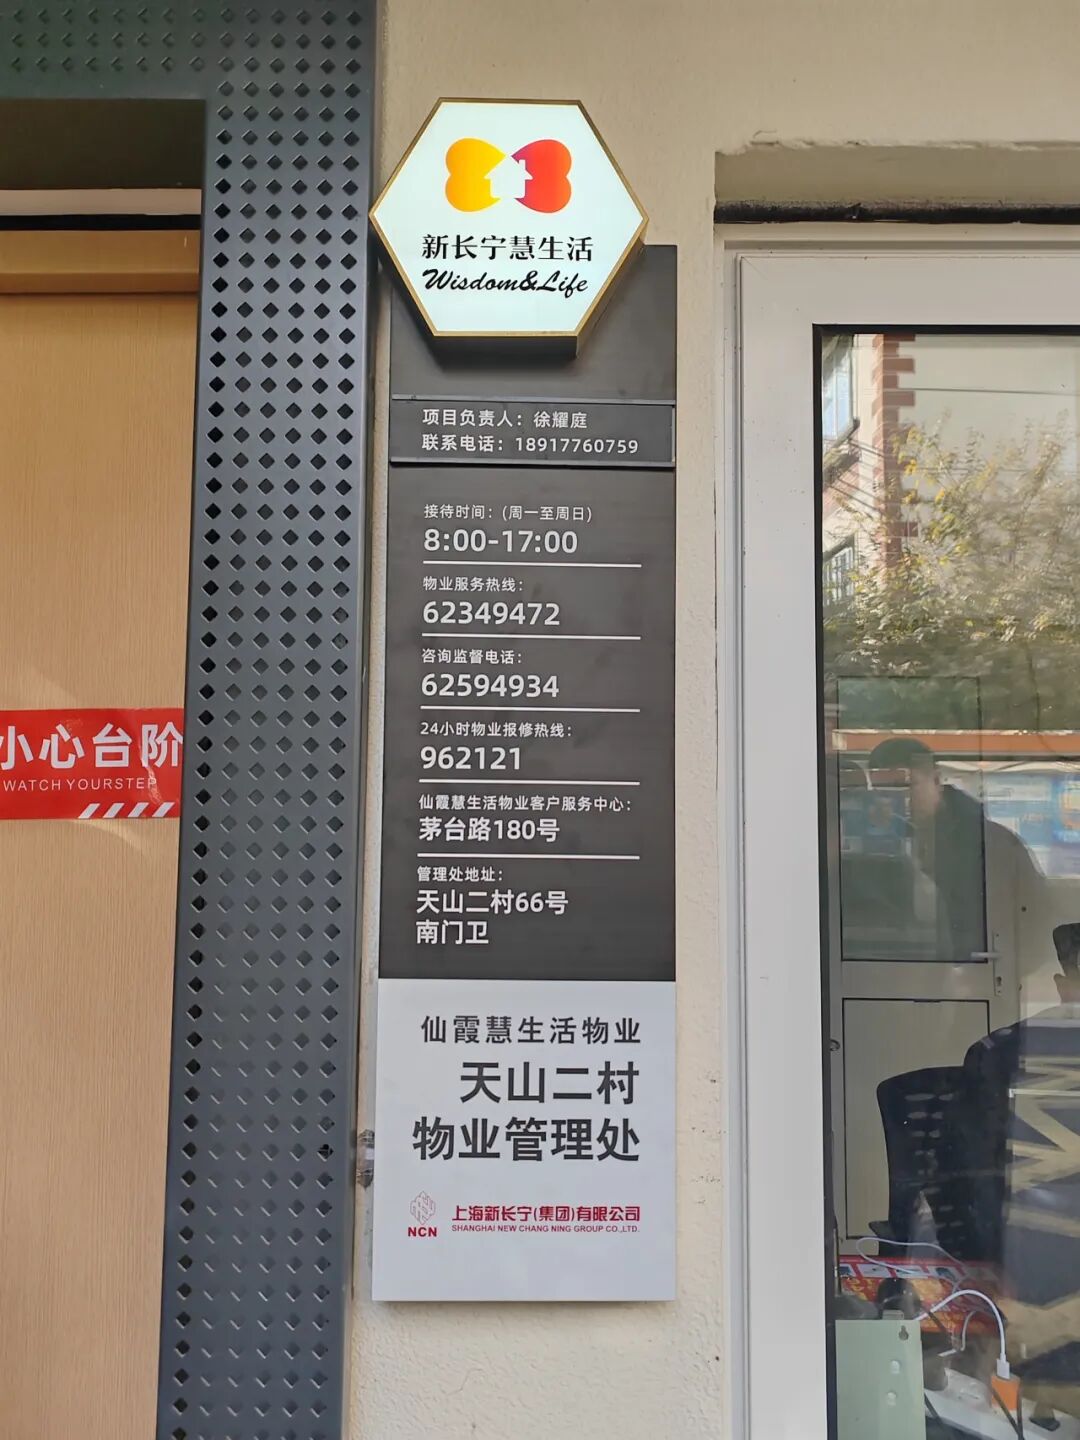 新长宁慧生活
Wisdom&Life
项目负责人：徐耀庭
联系电话：18917760759
接待时间：(周一至周日)
8:00-17:00
物业服务热线：
62349472
咨询监督电话：
62594934
24小时物业报修热线：
962121
仙霞慧生活物业客户服务中心：
茅台路180号
管理处地址：
天山二村66号
南门卫
仙霞慧生活物业
天山二村
物业管理处
NCN
上海新长宁(集团)有限公司
SHANGHAI NEW CHANG NING GROUP CO.,LTD.
小心台阶
WATCH YOURSTEP